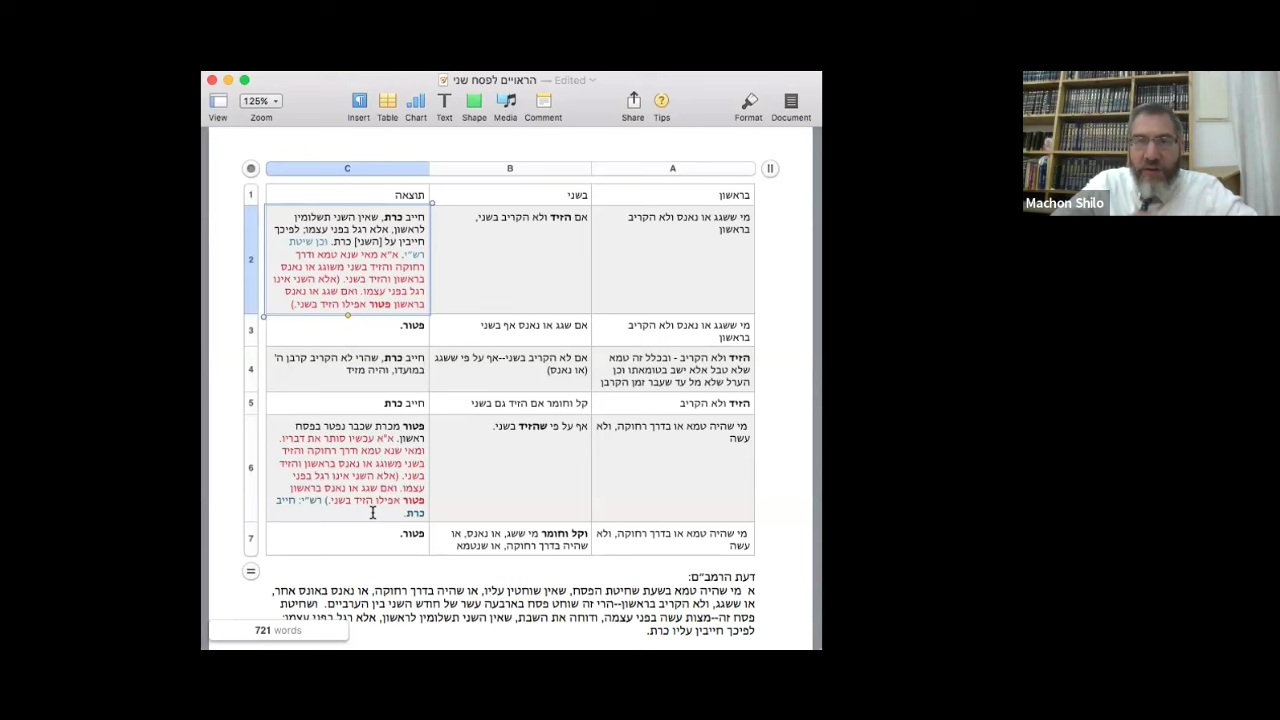 הראויים לפסח שני — Edited
125%
View
Zoom
Insert
Table
Chart
Text
Shape
Media
Comment
Share
Tips
Format
Document
C
B
A
1
בראשון
בשני
תוצאה
2
מי ששגג או נאנס ולא הקריב
בראשון
אם הזיד ולא הקריב בשני,
חייב כרת, שאין השני תשלומין
לראשון, אלא רגל בפני עצמו; לפיכך
חייבין על [השני] כרת. וכן שיטת
רש״י. א״א מאי שנא טמא ודרך
רחוקה והזיד בשני משוגג או נאנס
בראשון והזיד בשני. (אלא השני אינו
רגל בפני עצמו. ואם שגג או נאנס
בראשון פטור אפילו הזיד בשני.)
3
מי ששגג או נאנס ולא הקריב
בראשון
אם שגג או נאנס אף בשני
פטור.
4
הזיד ולא הקריב - ובכלל זה טמא
שלא טבל אלא ישב בטומאתו וכן
הערל שלא מל עד שעבר זמן הקרבן
אם לא הקריב בשני--אף על פי ששגג
(או נאנס)
חייב כרת, שהרי לא הקריב קרבן ה'
במועדו, והיה מזיד
5
הזיד ולא הקריב
קל וחומר אם הזיד גם בשני
חייב כרת
6
מי שהיה טמא או בדרך רחוקה, ולא
עשה
אף על פי שהזיד בשני.
פטור מכרת שכבר נפטר בפסח
ראשון. א״א עכשיו סותר את דבריו.
ומאי שנא טמא ודרך רחוקה והזיד
בשני משוגג או נאנס בראשון והזיד
בשני. (אלא השני אינו רגל בפני
עצמו. ואם שגג או נאנס בראשון
פטור אפילו הזיד בשני.) רש״י: חייב
כרת.
7
מי שהיה טמא או בדרך רחוקה, ולא
עשה
וקל וחומר מי ששג, או נאנס, או
שהיה בדרך רחוקה, או שנטמא
פטור.
דעת הרמב״ם:
א מי שהיה טמא בשעת שחיטת הפסח, שאין שוחטין עליו, או שהיה בדרך רחוקה, או נאנס באונס אחר,
או ששגג, ולא הקריב בראשון--הרי זה שוחט פסח בארבעה עשר של חודש השני בין הערביים. ושחיטת
פסח זה--מצות עשה בפני עצמה, ודוחה את השבת, שאין השני תשלומין לראשון, אלא רגל בפני עצמו;
לפיכך חייבין עליו כרת.
721 words
Machon Shilo